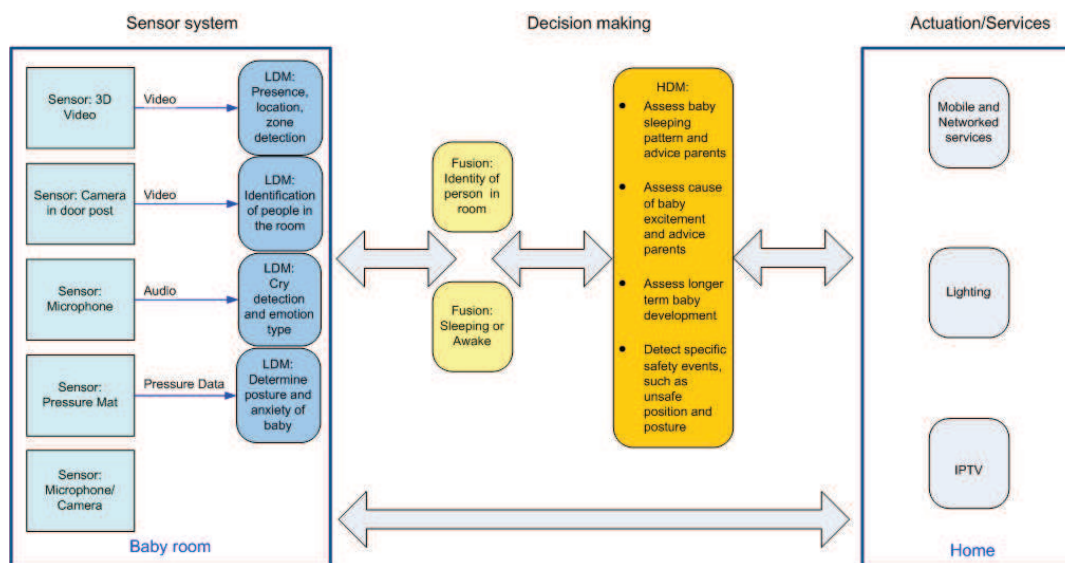 Sensor system
Decision making
Actuation/Services
Sensor: 3D
Video
Video
LDM:
Presence,
location,
zone
detection
Sensor: Camera
in door post
Video
LDM:
Identification
of people in
the room
Sensor:
Microphone
Audio
LDM:
Cry
detection
and emotion
type
Sensor:
Pressure Mat
Pressure Data
LDM:
Determine
posture and
anxiety of
baby
Sensor:
Microphone/
Camera
Baby room
Fusion:
Identity of
person in
room
Fusion:
Sleeping or
Awake
HDM:
• Assess baby
sleeping
pattern and
advice parents
• Assess cause
of baby
excitement
and advice
parents
• Assess longer
term baby
development
• Detect specific
safety events,
such as
unsafe
position and
posture
Mobile and
Networked
services
Lighting
IPTV
Home